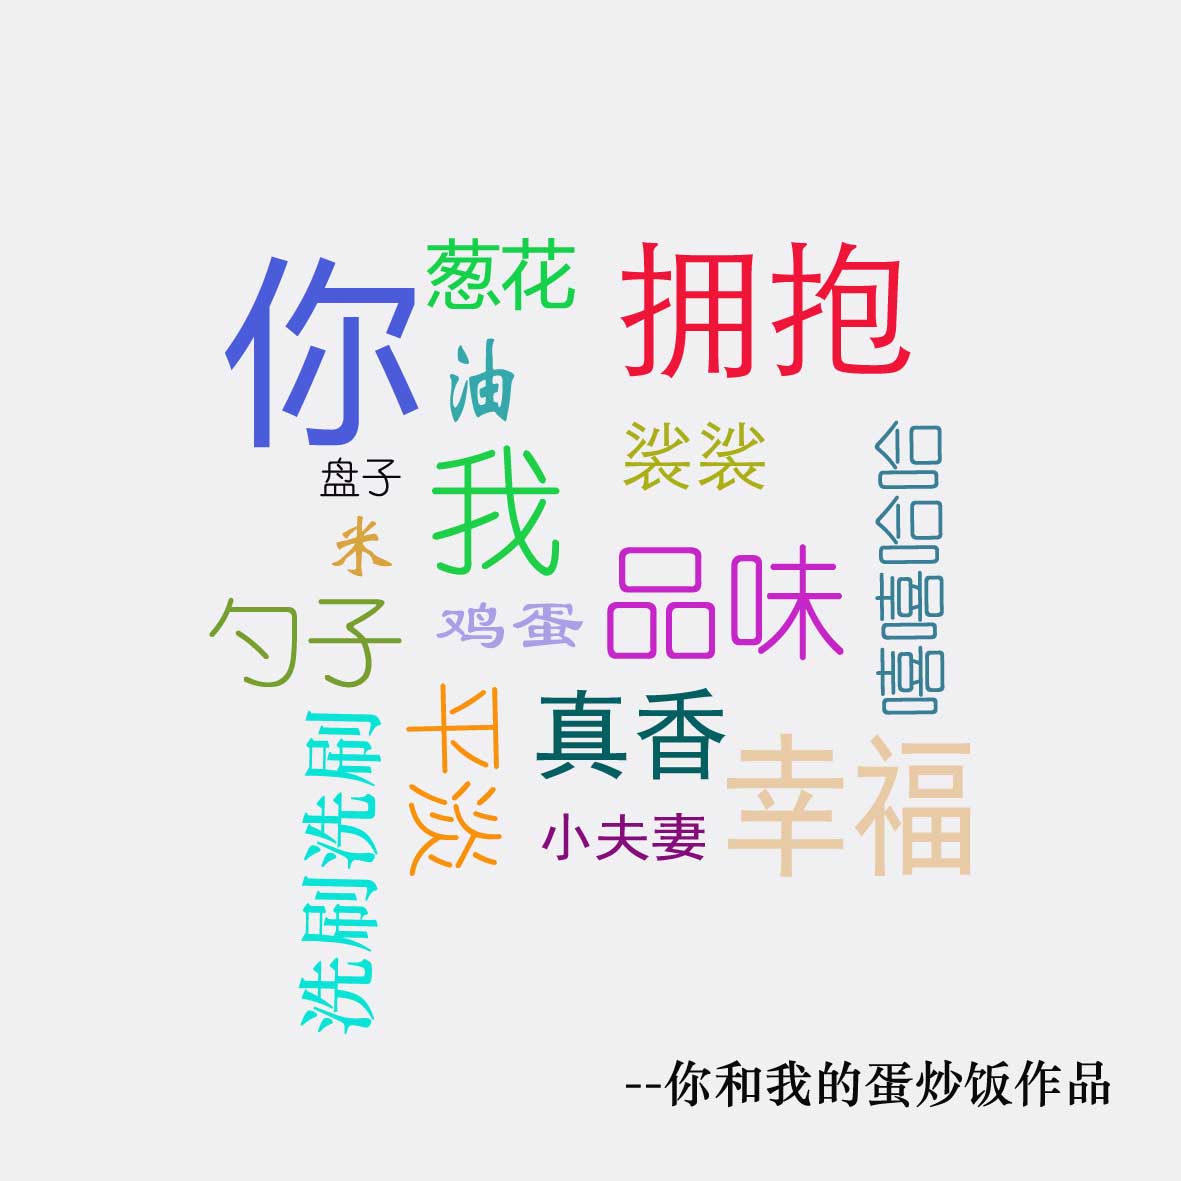 你
葱花
拥抱
油
裟裟
嘻嘻哈哈
盘子
我
米
品味
勺子
鸡蛋
平淡
真香
洗刷洗刷
幸福
小夫妻
--你和我的蛋炒饭作品